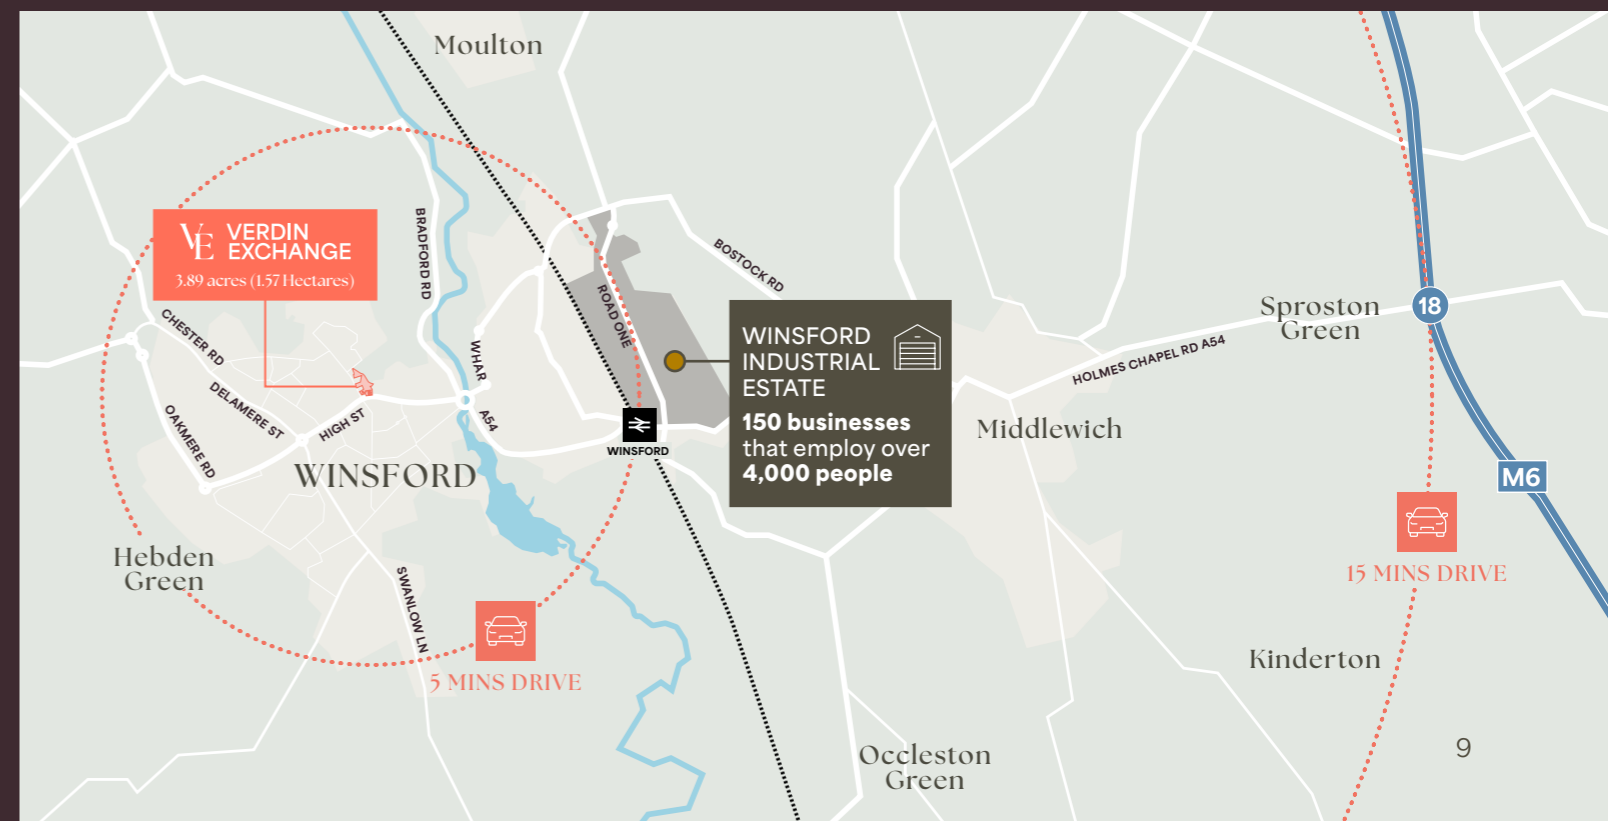 Moulton
VE VERDIN
EXCHANGE
3.89 acres (1.57 Hectares)
BRADFORD RD
BOSTOCK RD
ROAD ONE
CHESTER RD
DELAMERE ST
OAKMERE RD
HIGH ST
WHAR
A54
WINSFORD
WINSFORD
WINSFORD
INDUSTRIAL
ESTATE
150 businesses
that employ over
4,000 people
Sproston
Green
18
HOLMES CHAPEL RD A54
Middlewich
M6
Hebden
Green
SWANLOW LN
5 MINS DRIVE
15 MINS DRIVE
Kinderton
Occleston
Green
9